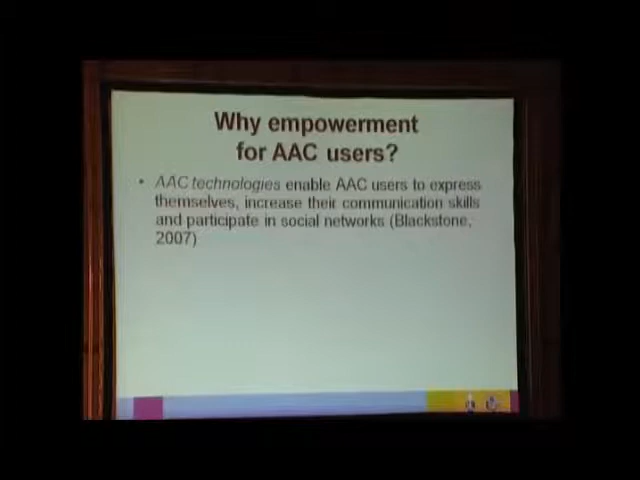 Why empowerment
for AAC users?
• AAC technologies enable AAC users to express
themselves, increase their communication skills
and participate in social networks (Blackstone,
2007)